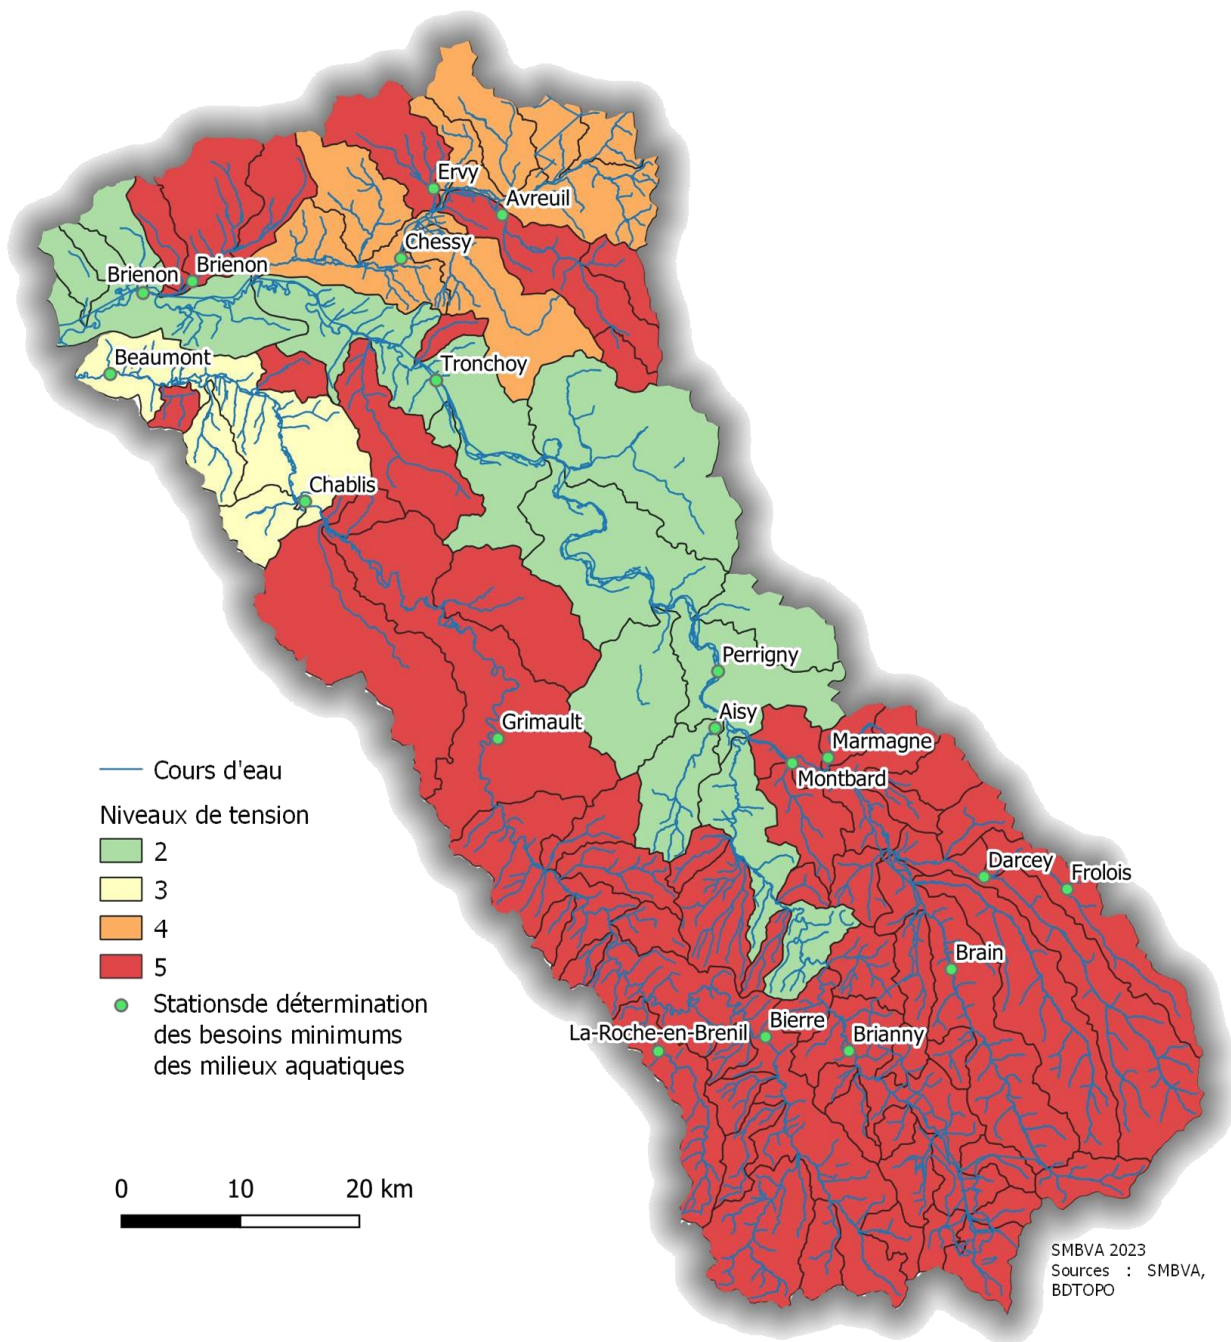 Ervy
Avreuil
Chessy
Brienon
Brienon
Beaumont
Tronchoy
Chablis
Perrigny
Aisy
Grimault
Marmagne
Montbard
Cours d'eau
Niveaux de tension
2
3
4
5
Darcey
Frolois
Brain
Stationsde détermination
des besoins minimums
des milieux aquatiques
La-Roche-en-Brenil
Bierre
Brianny
0 10 20 km
SMBVA 2023
Sources : SMBVA,
BDTOPO